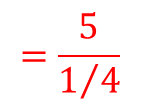 = 5 / 1/4